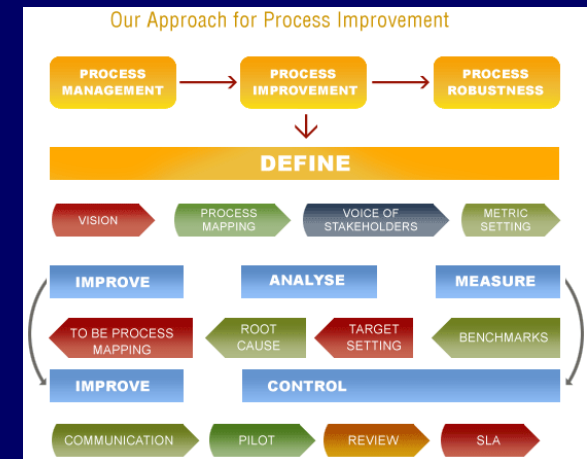 Our Approach for Process Improvement
PROCESS
MANAGEMENT
PROCESS
IMPROVEMENT
PROCESS
ROBUSTNESS
DEFINE
VISION
PROCESS
MAPPING
VOICE OF
STAKEHOLDERS
METRIC
SETTING
IMPROVE
ANALYSE
MEASURE
TO BE PROCESS
MAPPING
ROOT
CAUSE
TARGET
SETTING
BENCHMARKS
IMPROVE
CONTROL
COMMUNICATION
PILOT
REVIEW
SLA